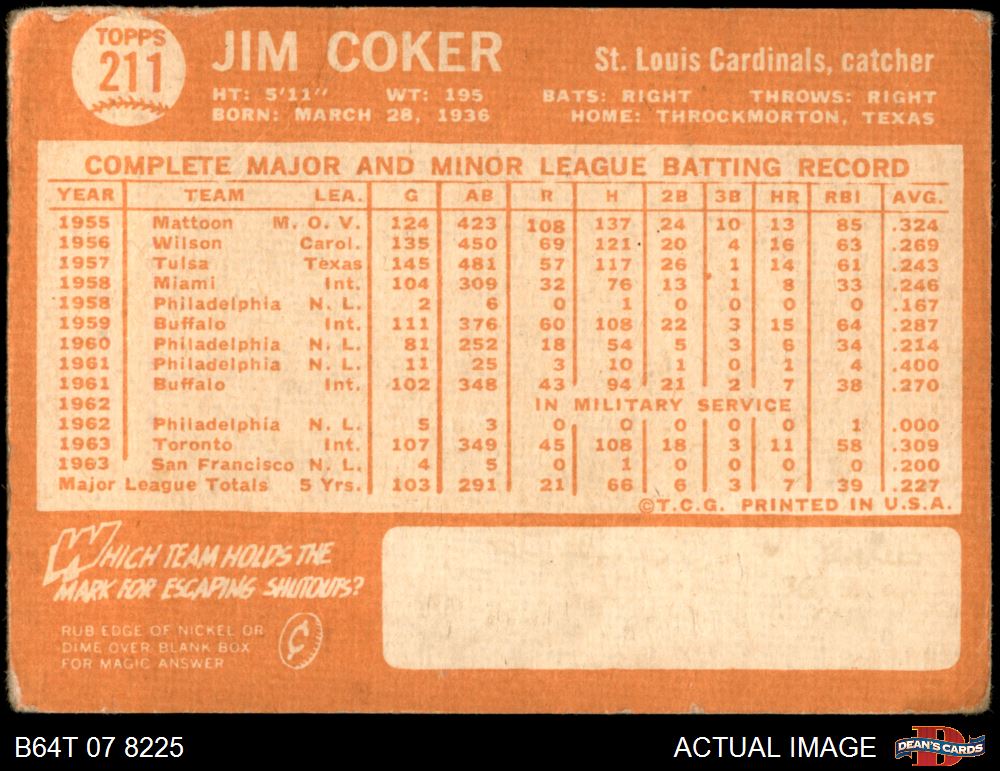 TOPPS
211
JIM COKER
St. Louis Cardinals, catcher
HT: 5'11" WT: 195 BATS: RIGHT THROWS: RIGHT
BORN: MARCH 28, 1936 HOME: THROCKMORTON, TEXAS
COMPLETE MAJOR AND MINOR LEAGUE BATTING RECORD
YEAR TEAM LEA. G AB R H 2B 3B HR RBI AVG.
1955 Mattoon M. O. V. 124 423 108 137 24 10 13 85 .324
1956 Wilson Carol. 135 450 69 121 20 4 16 63 .269
1957 Tulsa Texas 145 481 57 117 26 1 14 61 .243
1958 Miami Int. 104 309 32 76 13 1 8 33 .246
1958 Philadelphia N. L. 2 6 0 1 0 0 0 0 .167
1959 Buffalo Int. 111 376 60 108 22 3 15 64 .287
1960 Philadelphia N. L. 81 252 18 54 5 3 6 34 .214
1961 Philadelphia N. L. 11 25 3 10 1 0 1 4 .400
1961 Buffalo Int. 102 348 43 94 21 2 7 38 .270
1962 IN MILITARY SERVICE
1962 Philadelphia N. L. 5 3 0 0 0 0 0 1 .000
1963 Toronto Int. 107 349 45 108 18 3 11 58 .309
1963 San Francisco N. L. 4 5 0 1 0 0 0 0 .200
Major League Totals 5 Yrs. 103 291 21 66 6 3 7 39 .227
©T.C.G. PRINTED IN U.S.A.
WHICH TEAM HOLDS THE
MARK FOR ESCAPING SHUTOUTS?
RUB EDGE OF NICKEL OR
DIME OVER BLANK BOX
FOR MAGIC ANSWER
¢
B64T 07 8225
ACTUAL IMAGE
D
DEAN'S CARDS